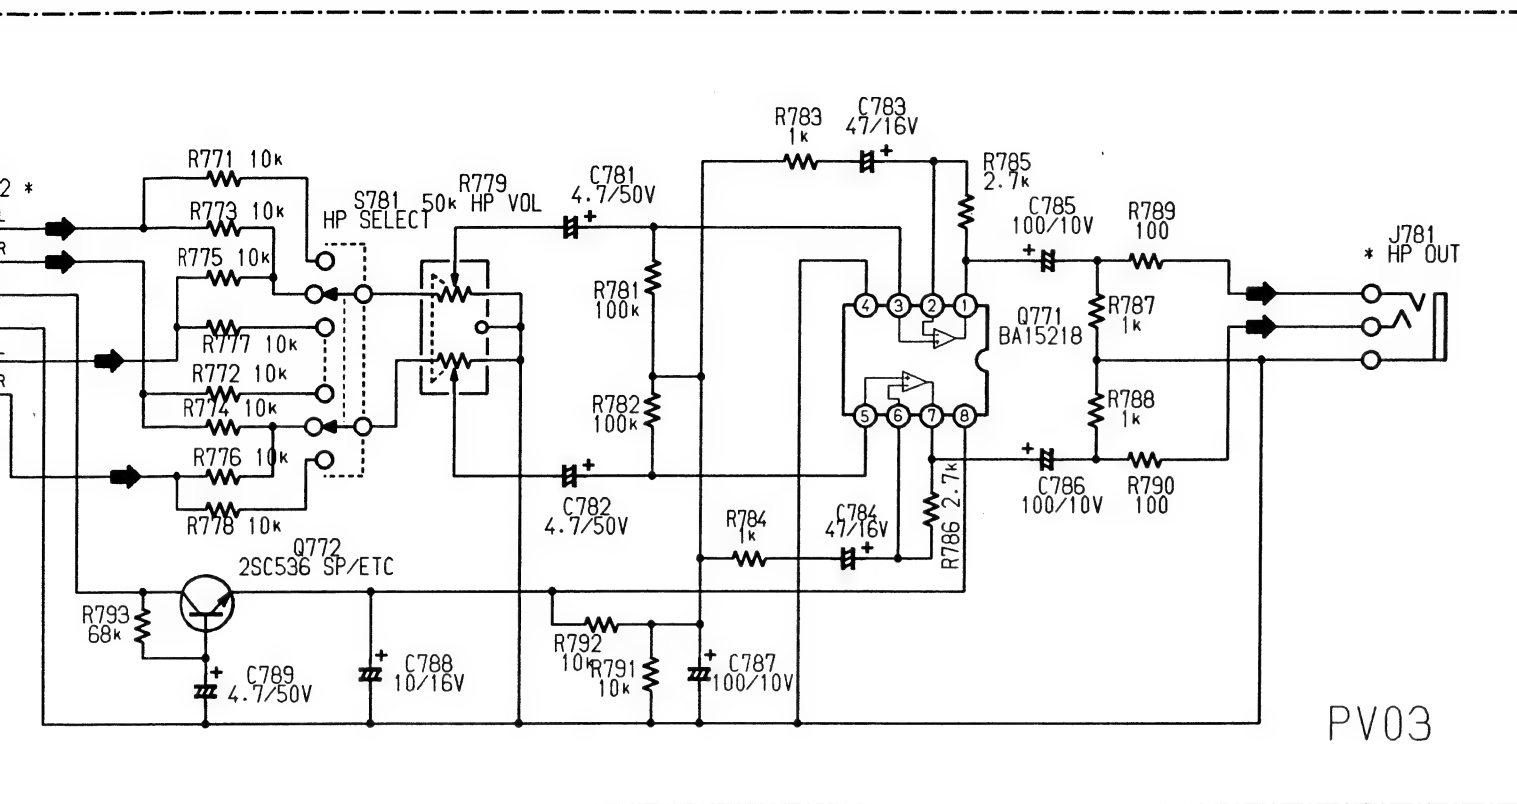 C783
47/16V
R783
1k
R771 10k
R785
2.7k
C781
4.7/50V
R779
50k HP VOL
S781
HP SELECT
2 *
R773 10k
C785
100/10V
R789
100
J781
* HP OUT
R
R775 10k
R781
100k
4
3
2
1
R787
1k
Q771
BA15218
R777 10k
R772 10k
R
R782
100k
R774 10k
5
6
7
8
R788
1k
R776 10k
C782
4.7/50V
R786 2.7k
C786
100/10V
R790
100
R778 10k
R784
1k
C784
47/16V
Q772
2SC536 SP/ETC
R793
68k
R792
10k
R791
10k
C789
4.7/50V
C788
10/16V
C787
100/10V
PV03